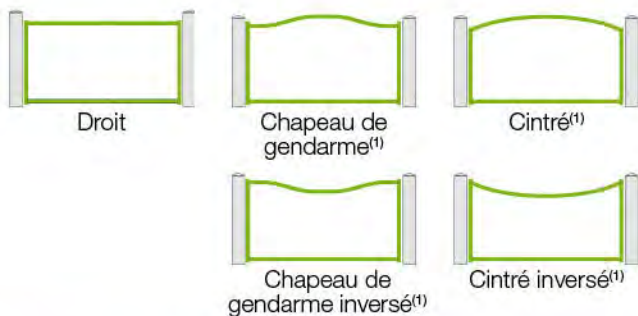 Droit
Chapeau de
gendarme(1)
Cintré(1)
Chapeau de
gendarme inversé(1)
Cintré inversé(1)